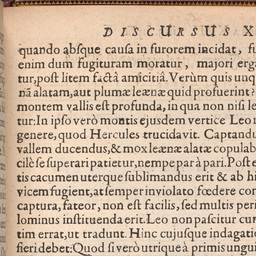 DISCURSUS X
quando absque causa in furorem incidat, fu
enim dum fugituram moratur, majori erga
tur, post litem factâ amicitiâ. Verùm quis unq
nã alatam, aut plumæ leænæ quid profuerint?
montem vallis est profunda, in qua non nisi le
tur: In ipso verò montis ejusdem vertice Leo r
genere, quod Hercules trucidavit. Captandu
vallem ducendus, & mox leænæ alatæ copulab
cilè se superari patietur, nempe par à pari. Post e
tis cacumen uterque sublimandus erit & ab hi
vicem fugient, at semper inviolato fœdere con
captura, fateor, non est facilis, sed multis peri
lominus instituenda erit. Leo non pascitur cur
tim errat, ut tradunt. Hinc cujusque indagatio
fieri debet: Quod si verò utrique à primis ungui